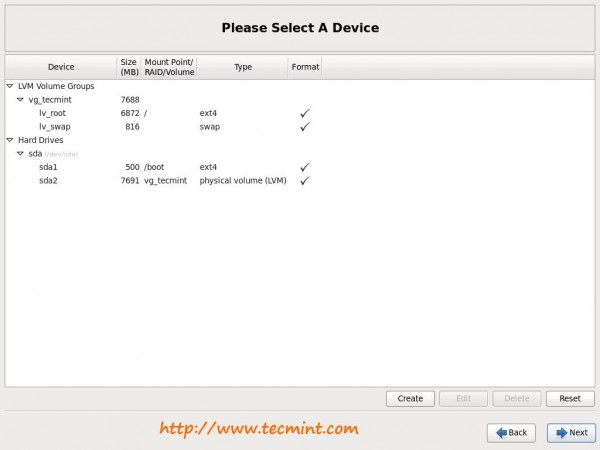 Please Select A Device
Device Size (MB) Mount Point/ RAID/Volume Type Format
LVM Volume Groups
vg_tecmint 7688
lv_root 6872 / ext4 ✓
lv_swap 816 swap ✓
Hard Drives
sda (/dev/sda)
sda1 500 /boot ext4 ✓
sda2 7691 vg_tecmint physical volume (LVM) ✓
Create Edit Delete Reset
http://www.tecmint.com
Back Next